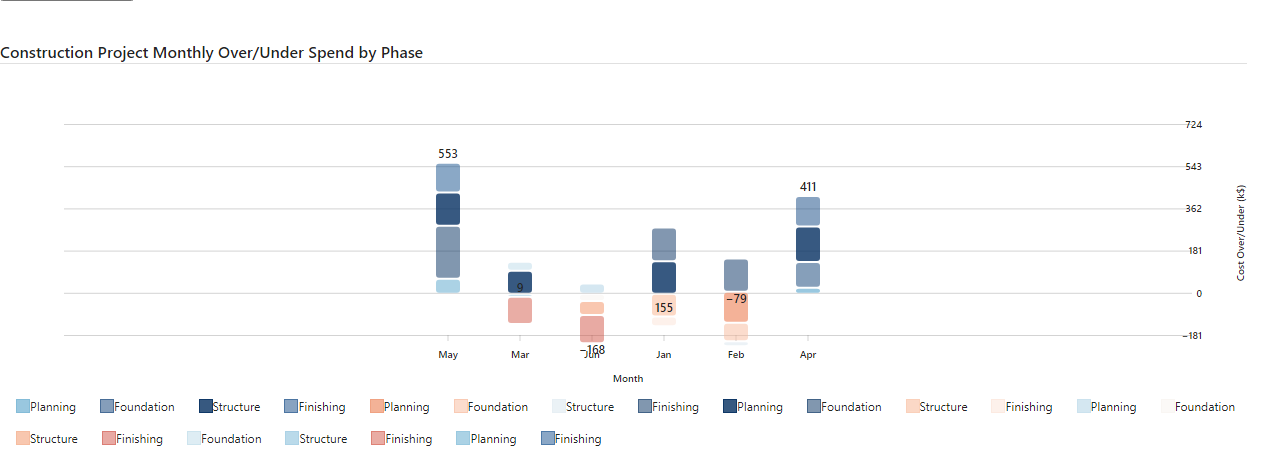 Construction Project Monthly Over/Under Spend by Phase
724
553
543
411
362
Cost Over/Under (k$)
181
9
−79
0
155
−181
−168
May Mar Jun Jan Feb Apr
Month
Planning Foundation Structure Finishing Planning Foundation Structure Finishing Planning Foundation Structure Finishing Planning Foundation
Structure Finishing Foundation Structure Finishing Planning Finishing